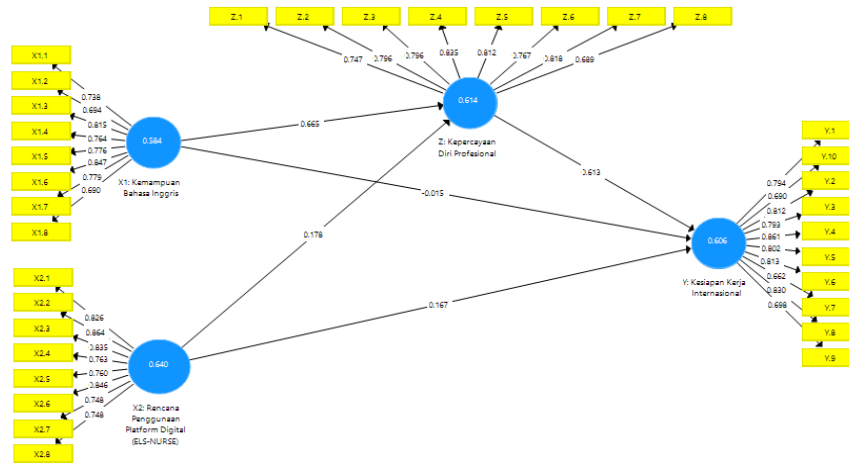 Z.1
Z.2
Z.3
Z.4
Z.5
Z.6
Z.7
Z.8
0.747
0.796
0.796
0.835
0.812
0.767
0.818
0.689
X1.1
X1.2
X1.3
X1.4
X1.5
X1.6
X1.7
X1.8
0.738
0.694
0.815
0.764
0.776
0.847
0.779
0.690
0.584
X1: Kemampuan
Bahasa Inggris
0.614
Z: Kepercayaan
Diri Profesional
0.665
0.613
-0.015
0.178
0.167
Y.1
Y.10
Y.2
Y.3
Y.4
Y.5
Y.6
Y.7
Y.8
Y.9
0.794
0.690
0.812
0.793
0.861
0.802
0.813
0.662
0.830
0.698
0.606
Y: Kesiapan Kerja
Internasional
X2.1
X2.2
X2.3
X2.4
X2.5
X2.6
X2.7
X2.8
0.826
0.864
0.835
0.763
0.760
0.846
0.748
0.748
0.640
X2: Rencana
Penggunaan
Platform Digital
(ELS-NURSE)